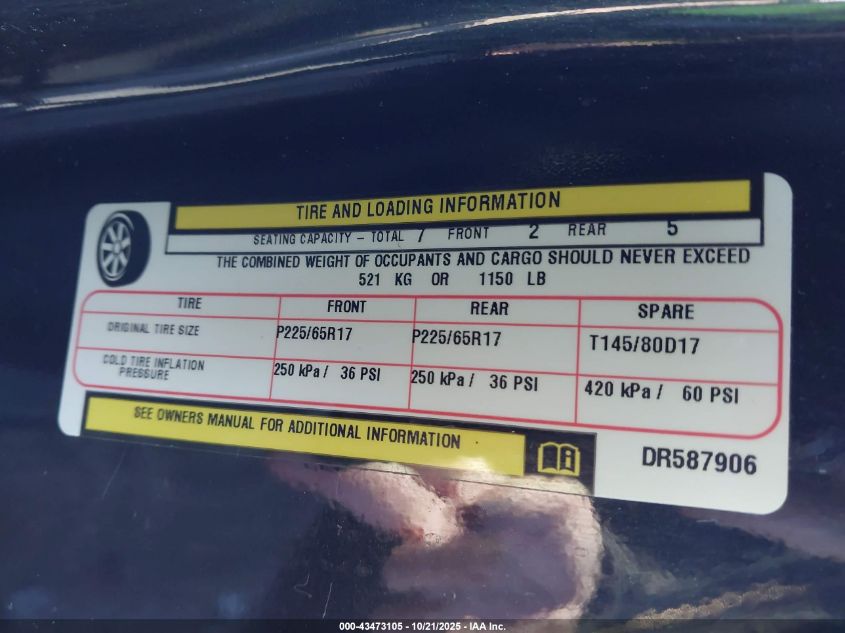 TIRE AND LOADING INFORMATION
SEATING CAPACITY - TOTAL 7 FRONT 2 REAR 5
THE COMBINED WEIGHT OF OCCUPANTS AND CARGO SHOULD NEVER EXCEED
521 KG OR 1150 LB
TIRE FRONT REAR SPARE
ORIGINAL TIRE SIZE P225/65R17 P225/65R17 T145/80D17
COLD TIRE INFLATION
PRESSURE 250 kPa / 36 PSI 250 kPa / 36 PSI 420 kPa / 60 PSI
SEE OWNERS MANUAL FOR ADDITIONAL INFORMATION
DR587906
000-43473105 - 10/21/2025 - IAA Inc.